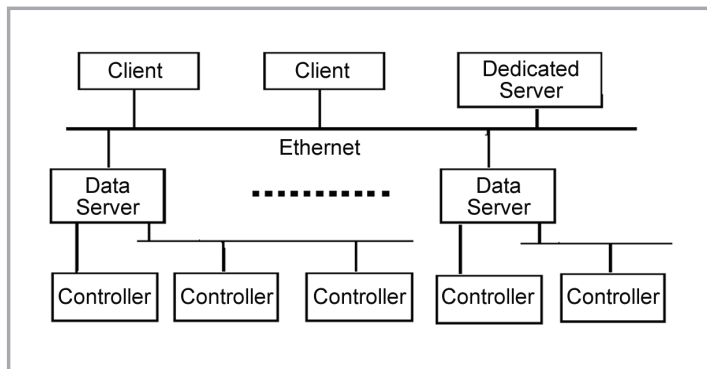 Client
Client
Dedicated
Server
Ethernet
Data
Server
Data
Server
Controller
Controller
Controller
Controller
Controller